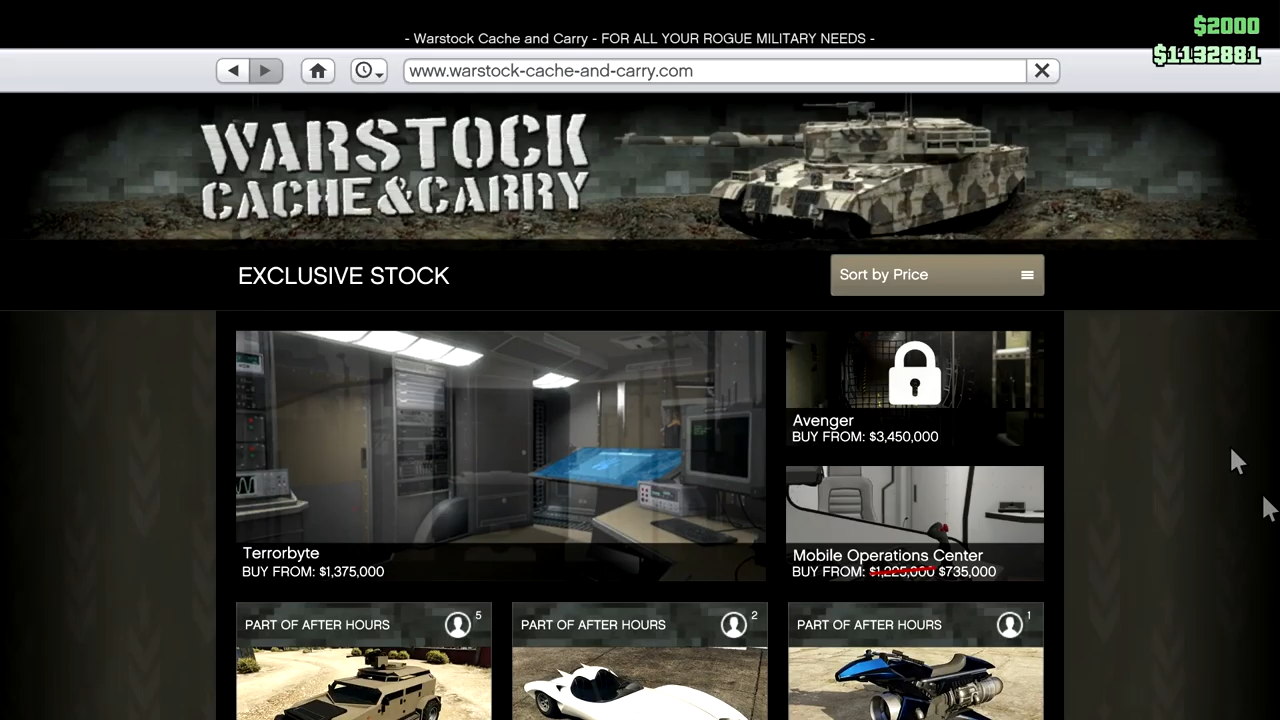 - Warstock Cache and Carry - FOR ALL YOUR ROGUE MILITARY NEEDS -
$2000
$1132881
www.warstock-cache-and-carry.com
WARSTOCK
CACHE&CARRY
EXCLUSIVE STOCK
Sort by Price
Terrorbyte
BUY FROM: $1,375,000
Avenger
BUY FROM: $3,450,000
Mobile Operations Center
BUY FROM: $1,225,000 $735,000
PART OF AFTER HOURS
5
PART OF AFTER HOURS
2
PART OF AFTER HOURS
1